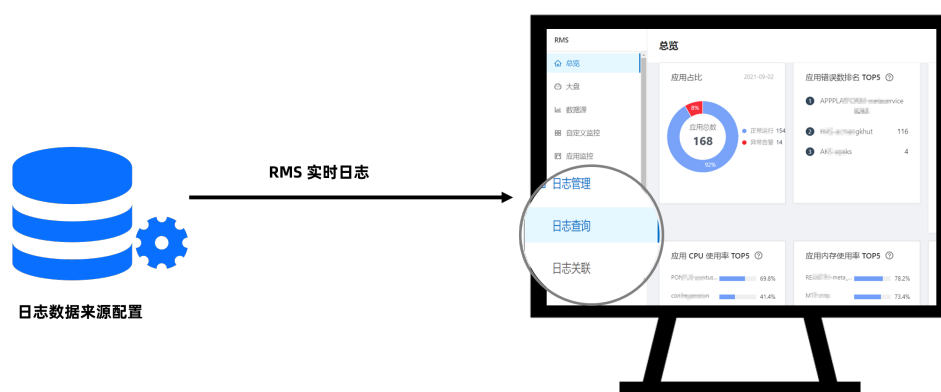 RMS 实时日志
日志数据来源配置
RMS
总览
大盘
数据源
自定义监控
应用监控
日志管理
日志查询
日志关联
总览
应用占比
2021-09-02
8%
应用总数
168
92%
正常运行 154
异常告警 14
应用错误数排名 TOP5
1
2
116
3
4
应用 CPU 使用率 TOP5
69.8%
41.4%
应用内存使用率 TOP5
78.2%
73.4%